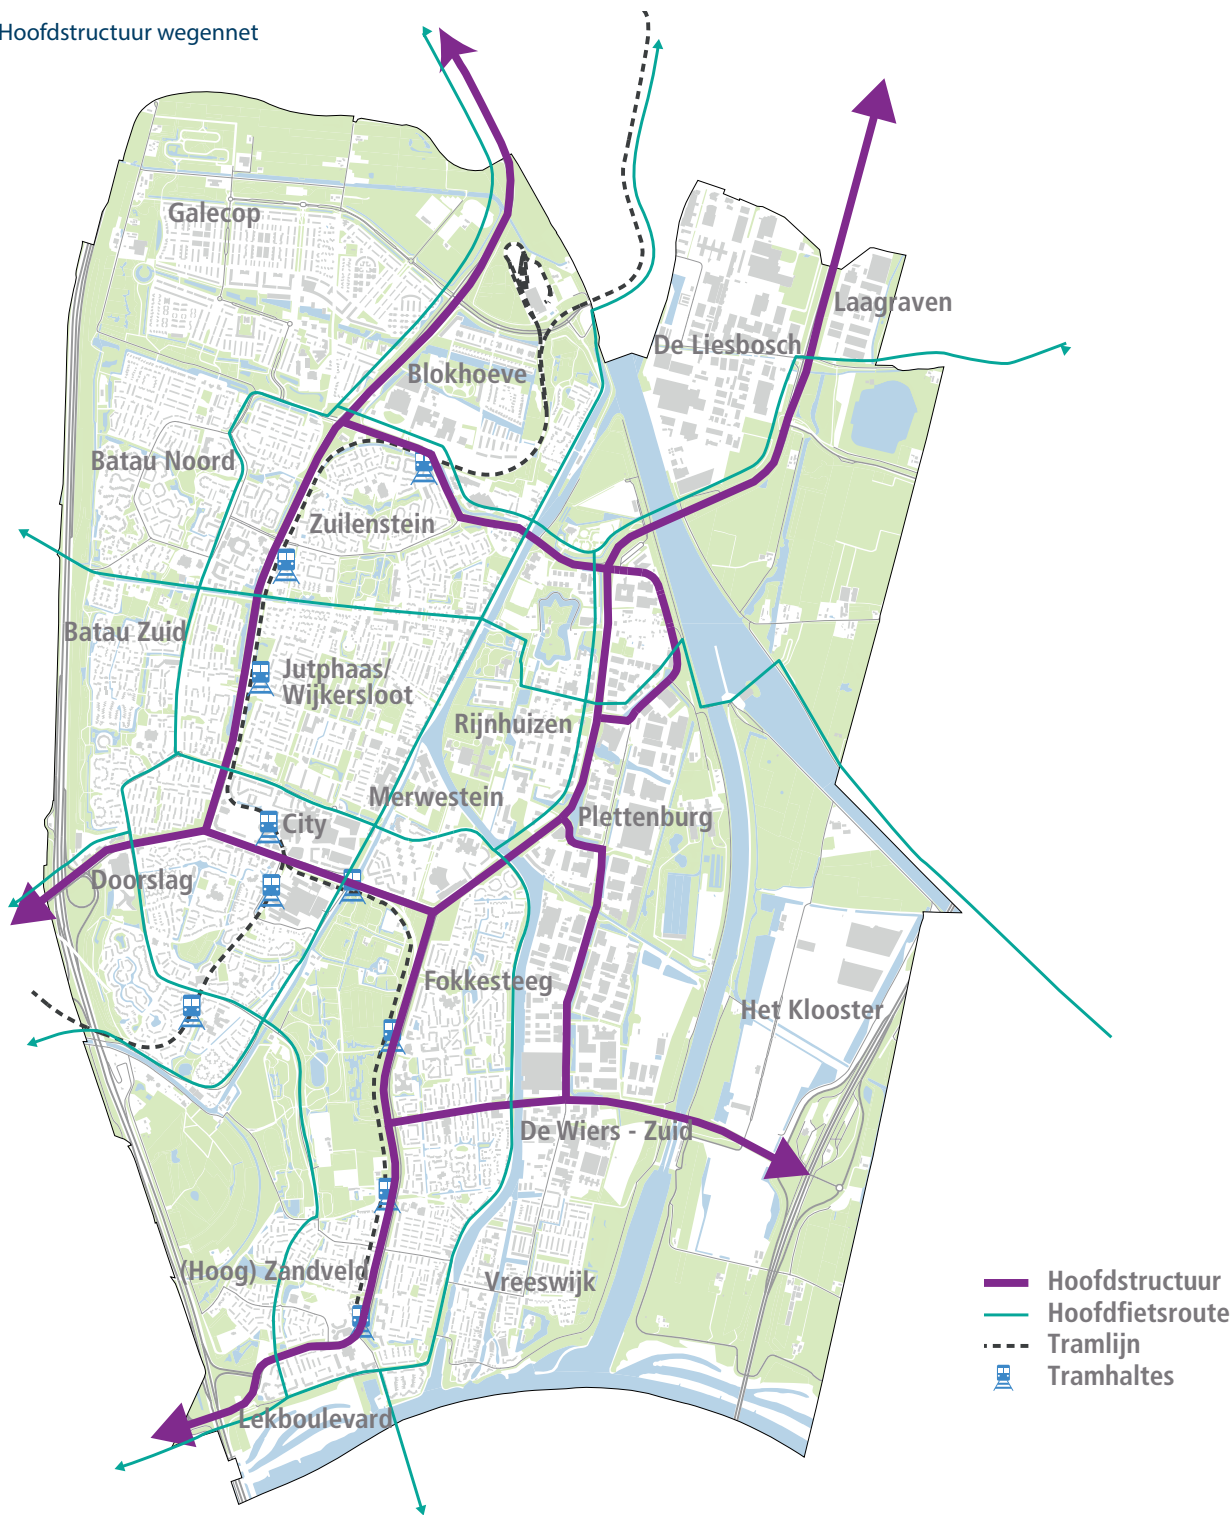 Hoofdstructuur wegennet
Galecop
Laagraven
De Liesbosch
Blokhoeve
Batau Noord
Zuilenstein
Batau Zuid
Jutphaas/
Wijkersloot
Rijnhuizen
Merwestein
City
Plettenburg
Doorslag
Fokkesteeg
Het Klooster
De Wiers - Zuid
(Hoog) Zandveld
Vreeswijk
Lekboulevard
Hoofdstructuur
Hoofdfietsroute
Tramlijn
Tramhaltes